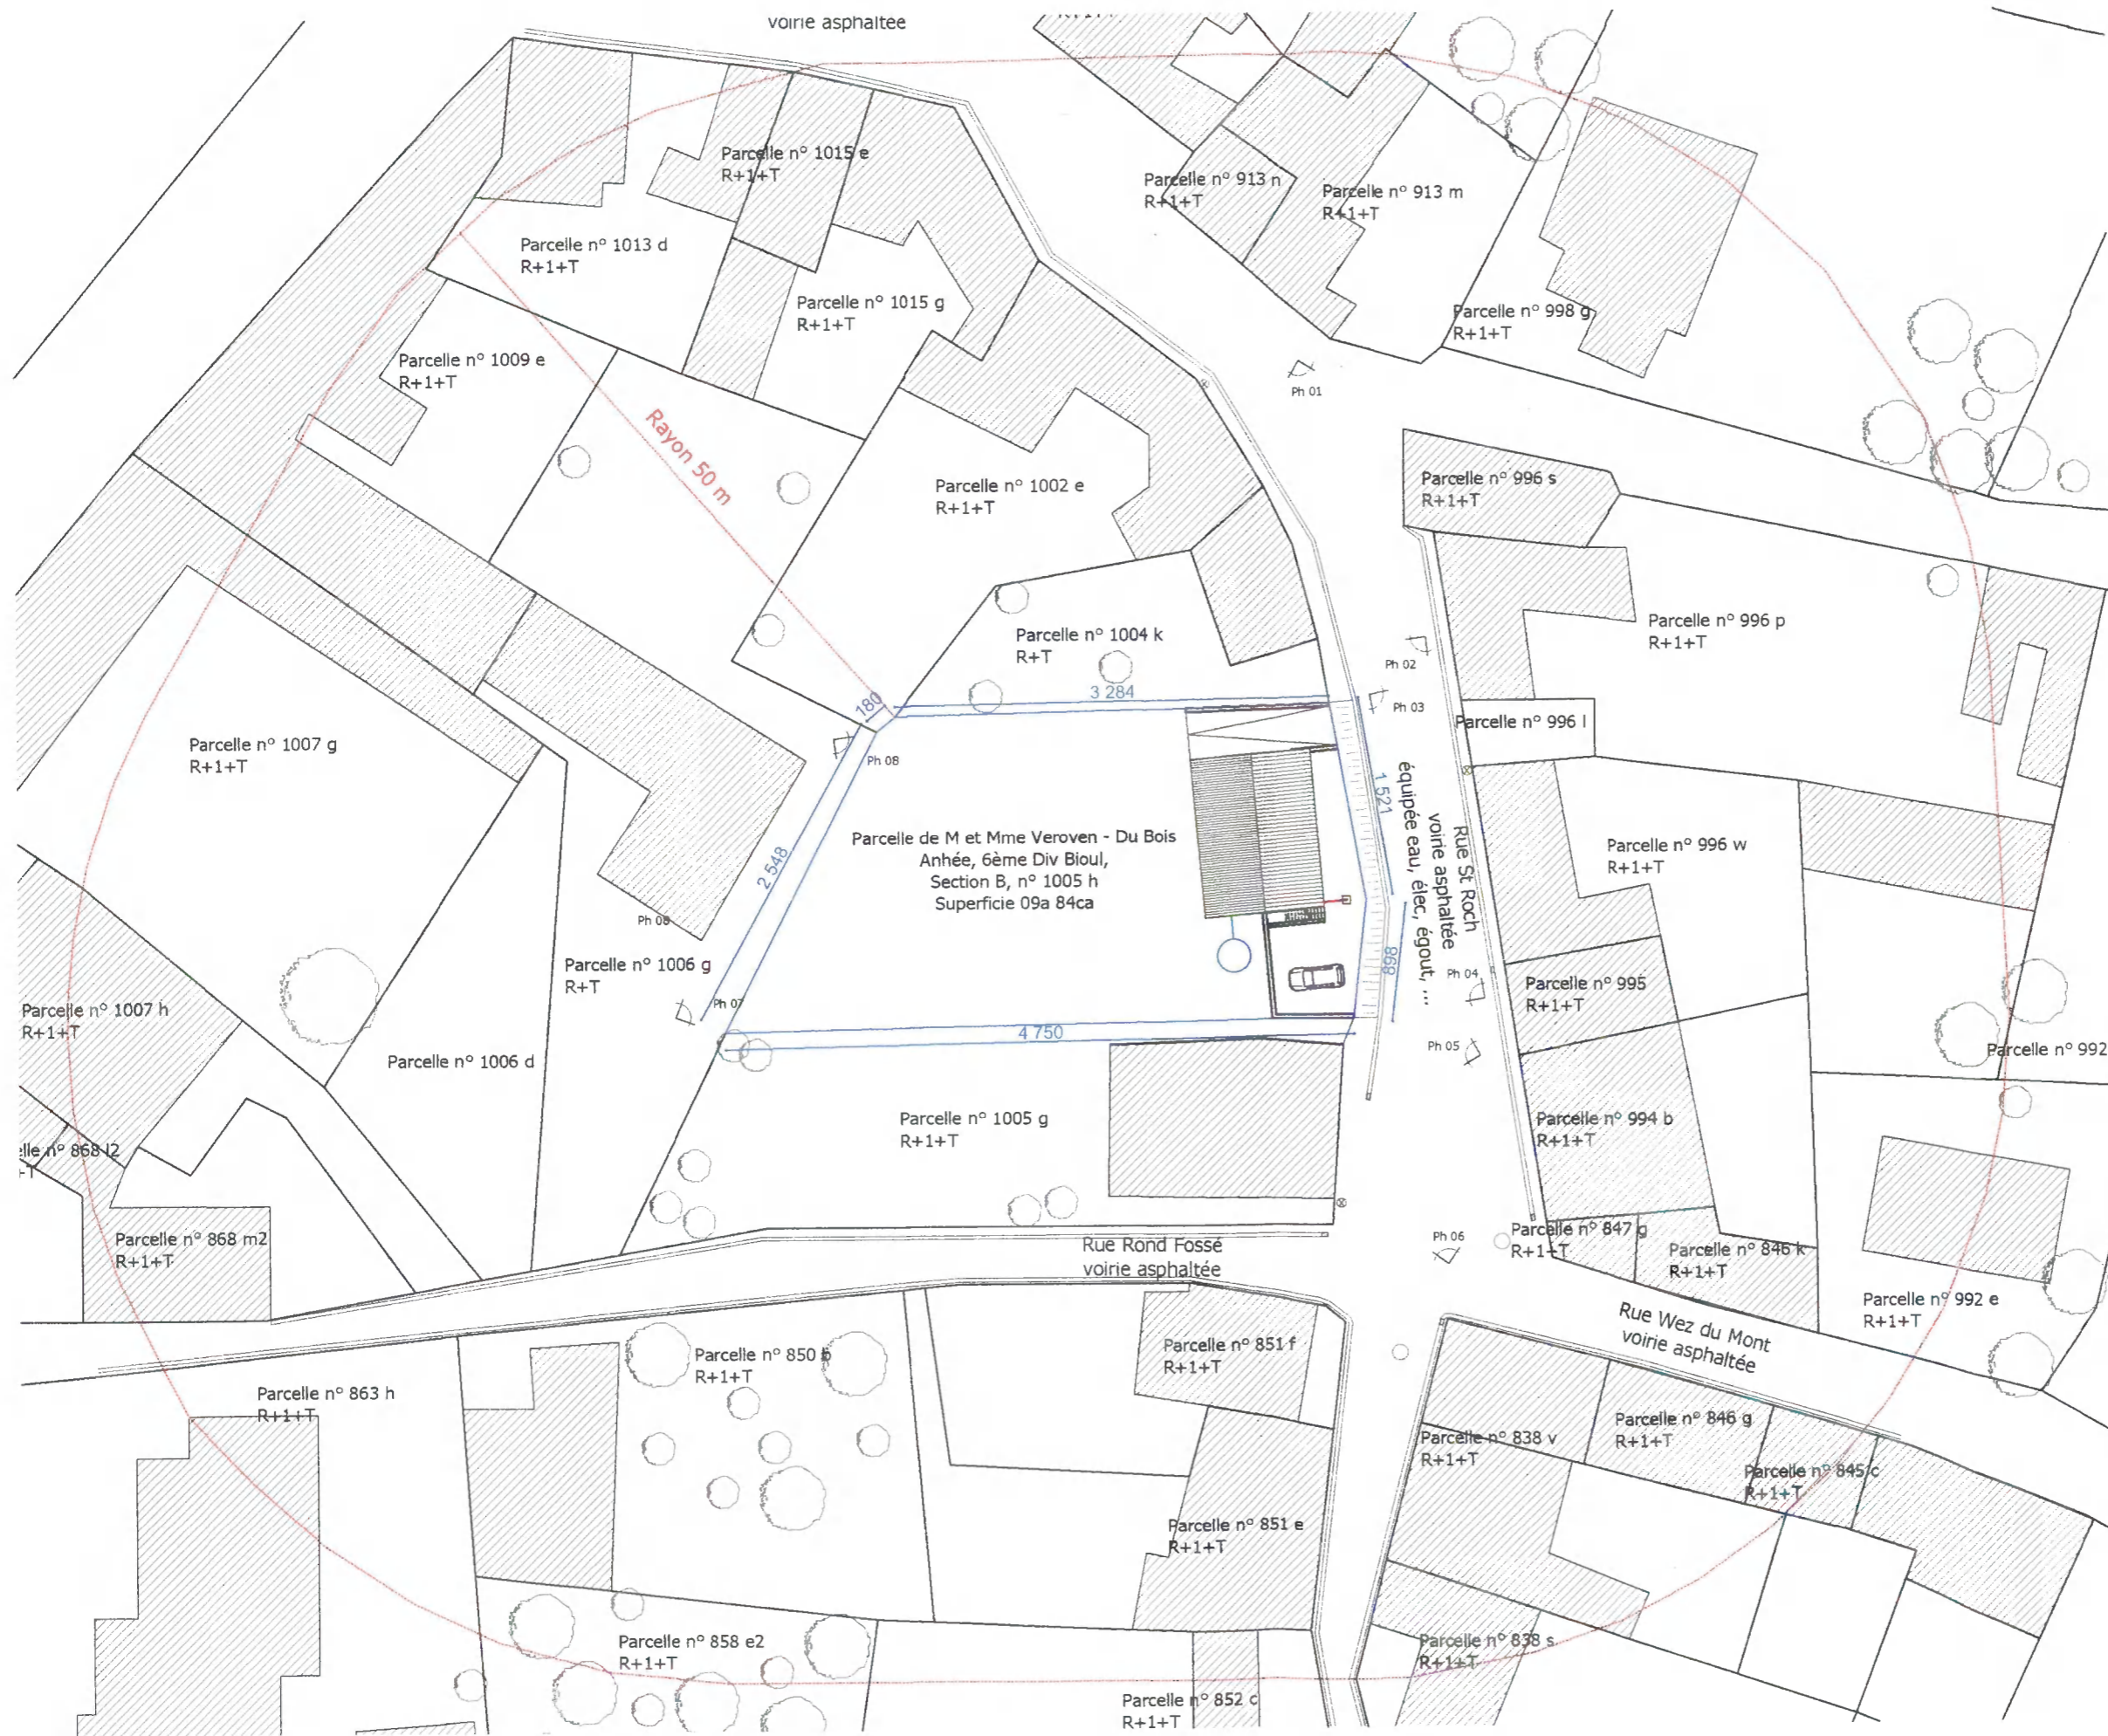 voirie asphaltée
Parcelle n° 1015 e
R+1+T
Parcelle n° 913 n
R+1+T
Parcelle n° 913 m
R+1+T
Parcelle n° 1013 d
R+1+T
Parcelle n° 1015 g
R+1+T
Parcelle n° 998 g
R+1+T
Parcelle n° 1009 e
R+1+T
Ph 01
Rayon 50 m
Parcelle n° 1002 e
R+1+T
Parcelle n° 996 s
R+1+T
Parcelle n° 1004 k
R+T
Parcelle n° 996 p
R+1+T
Ph 02
3 284
180
Ph 03
Parcelle n° 996 l
Parcelle n° 1007 g
R+1+T
Ph 08
1 521
Rue St Roch
voirie asphaltée
équipée eau, élec, égout, ...
Parcelle de M et Mme Veroven - Du Bois
Anhée, 6ème Div Bioul,
Section B, n° 1005 h
Superficie 09a 84ca
2 548
Parcelle n° 996 w
R+1+T
Ph 08
Parcelle n° 1006 g
R+T
898
Ph 04
Parcelle n° 995
R+1+T
Ph 07
Parcelle n° 1007 h
R+1+T
4 750
Ph 05
Parcelle n° 992
Parcelle n° 1006 d
Parcelle n° 1005 g
R+1+T
Parcelle n° 994 b
R+1+T
elle n° 868 l2
+T
Parcelle n° 868 m2
R+1+T
Rue Rond Fossé
voirie asphaltée
Ph 06
Parcelle n° 847 g
R+1+T
Parcelle n° 846 k
R+1+T
Parcelle n° 992 e
R+1+T
Rue Wez du Mont
voirie asphaltée
Parcelle n° 850 b
R+1+T
Parcelle n° 851 f
R+1+T
Parcelle n° 863 h
R+1+T
Parcelle n° 838 v
R+1+T
Parcelle n° 846 g
R+1+T
Parcelle n° 845 c
R+1+T
Parcelle n° 851 e
R+1+T
Parcelle n° 858 e2
R+1+T
Parcelle n° 838 s
R+1+T
Parcelle n° 852 c
R+1+T